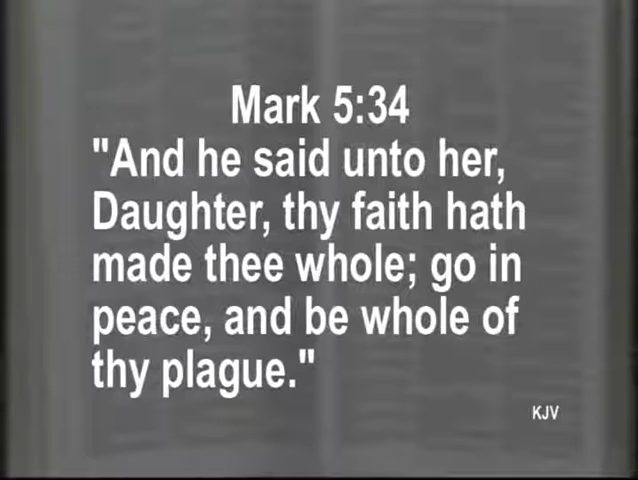 Mark 5:34
"And he said unto her,
Daughter, thy faith hath
made thee whole; go in
peace, and be whole of
thy plague."
KJV